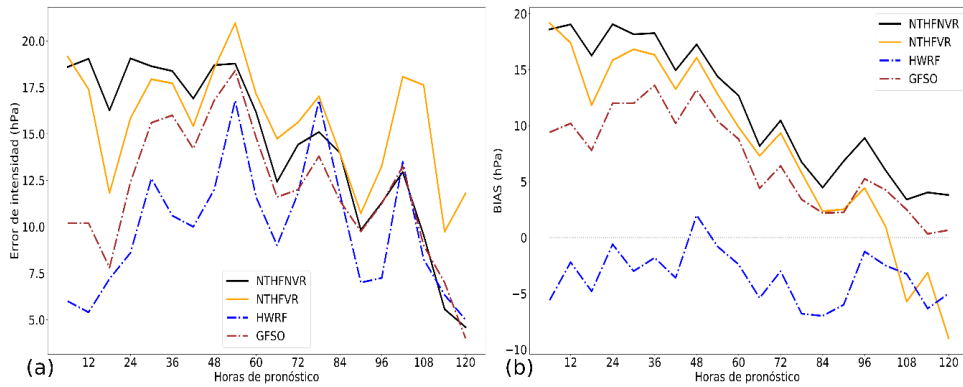 Error de intensidad (hPa)
20.0
17.5
15.0
12.5
10.0
7.5
5.0
NTHFNVR
NTHFVR
HWRF
GFSO
12 24 36 48 60 72 84 96 108 120
Horas de pronóstico
(a)
BIAS (hPa)
20
15
10
5
0
−5
−10
NTHFNVR
NTHFVR
HWRF
GFSO
12 24 36 48 60 72 84 96 108 120
Horas de pronóstico
(b)